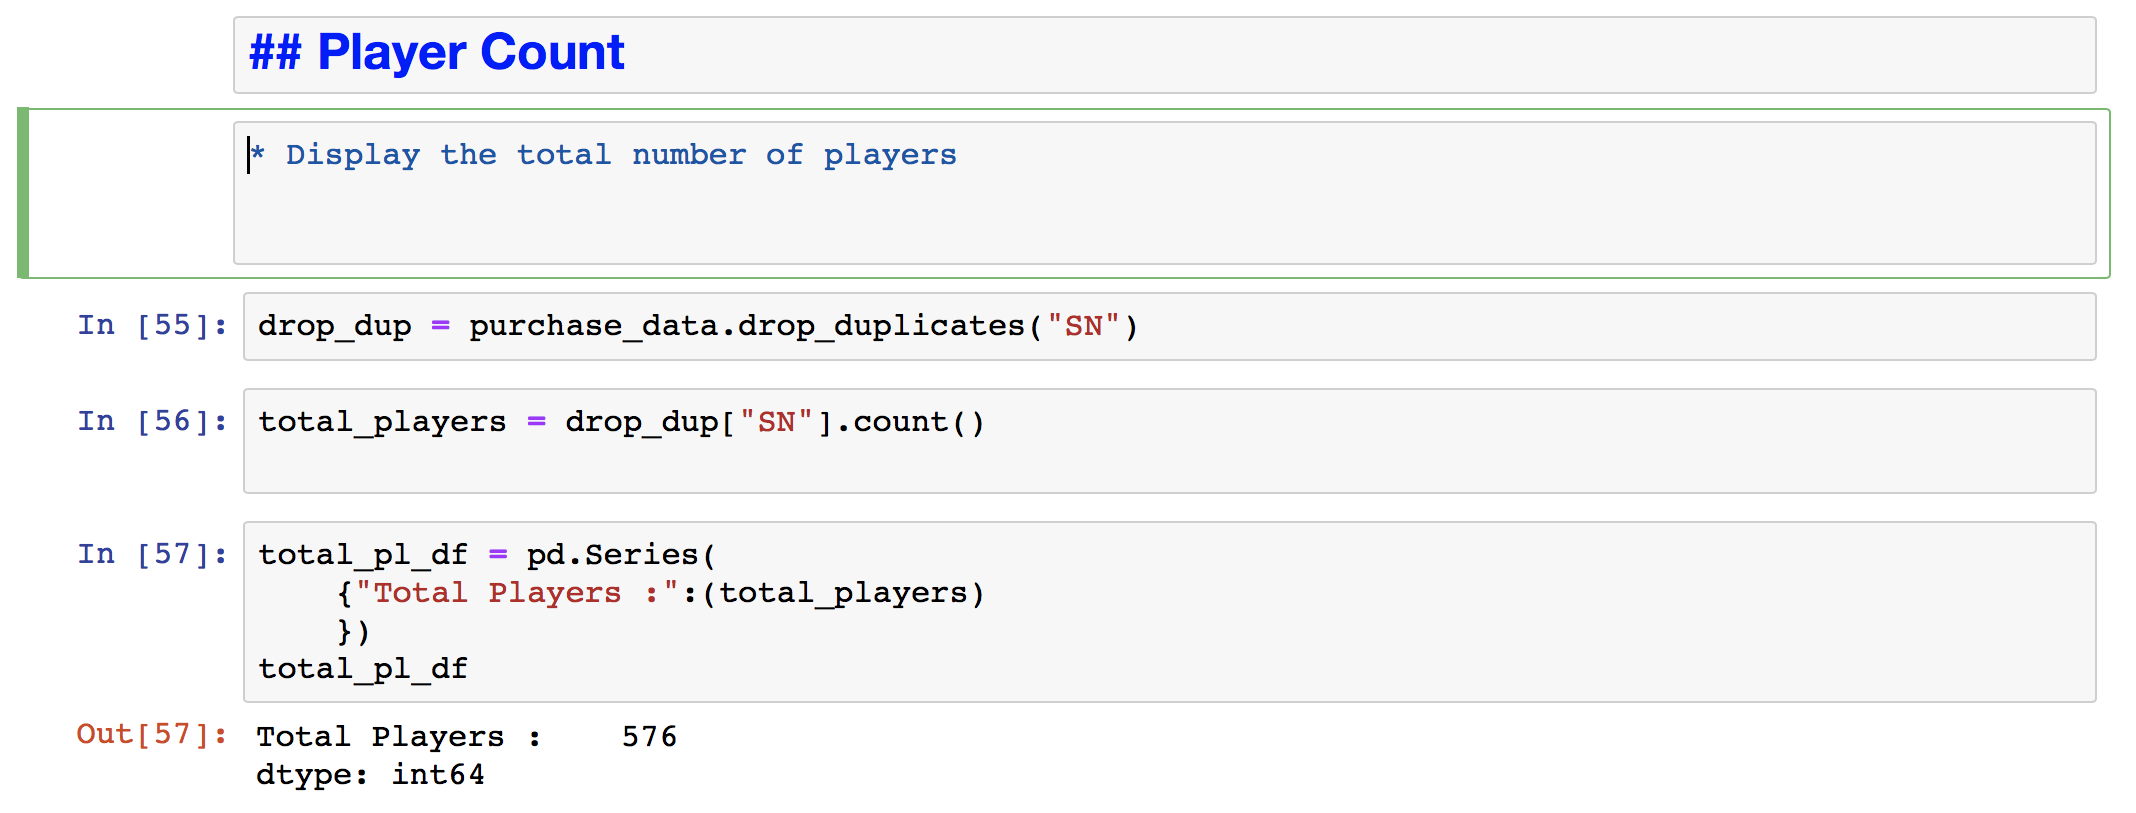 ## Player Count
* Display the total number of players
In [55]: drop_dup = purchase_data.drop_duplicates("SN")
In [56]: total_players = drop_dup["SN"].count()
In [57]: total_pl_df = pd.Series(
{"Total Players :":(total_players)
})
total_pl_df
Out[57]: Total Players : 576
dtype: int64